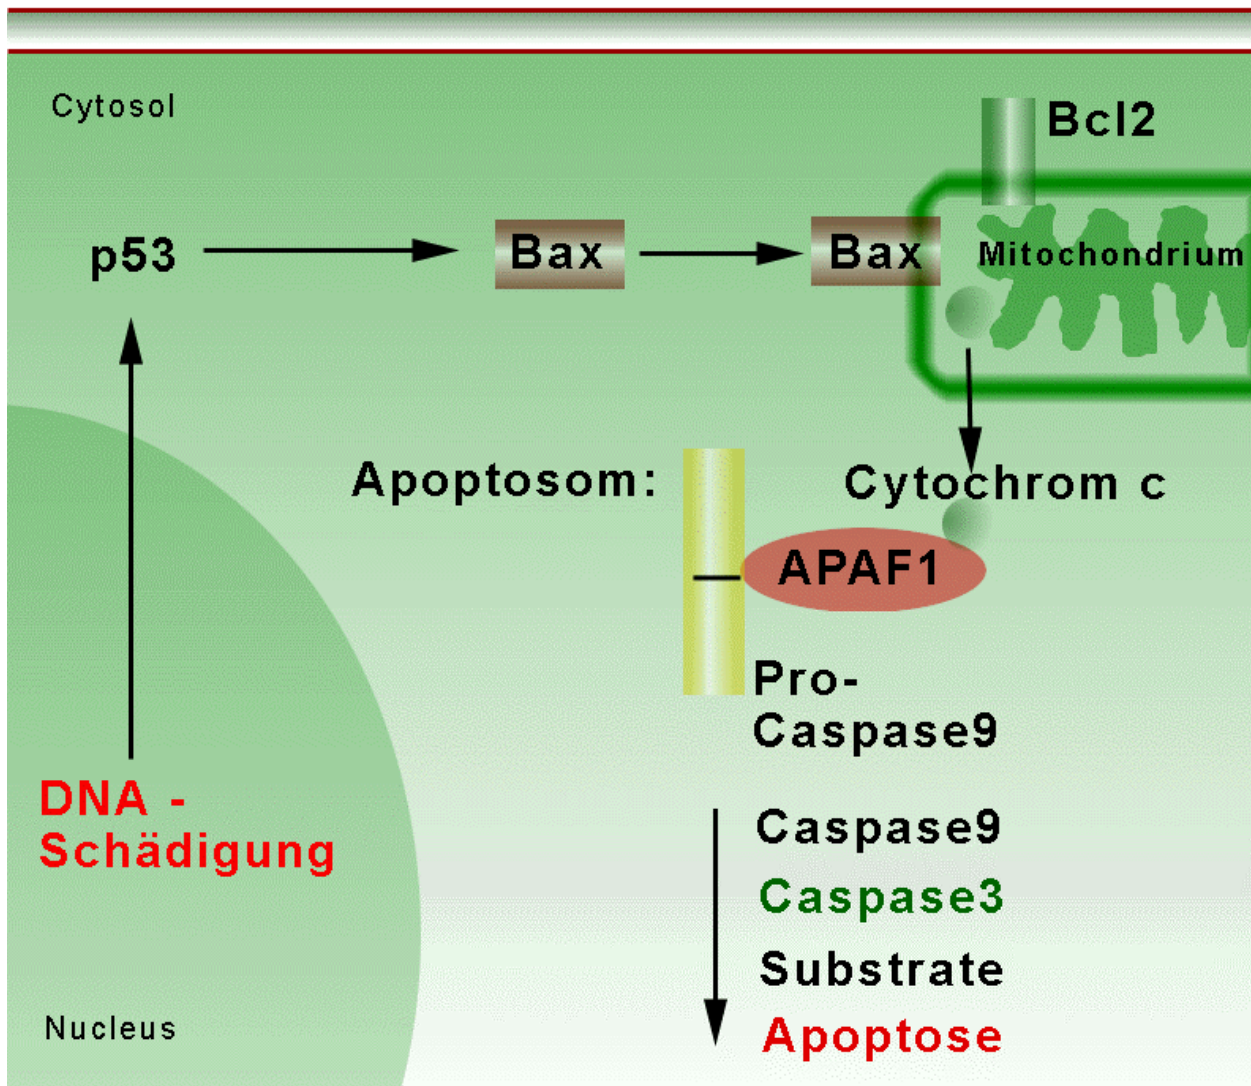 Cytosol
Bcl2
p53
Bax
Bax
Mitochondrium
Apoptosom:
Cytochrom c
APAF1
Pro-
Caspase9
DNA -
Schädigung
Caspase9
Caspase3
Substrate
Apoptose
Nucleus